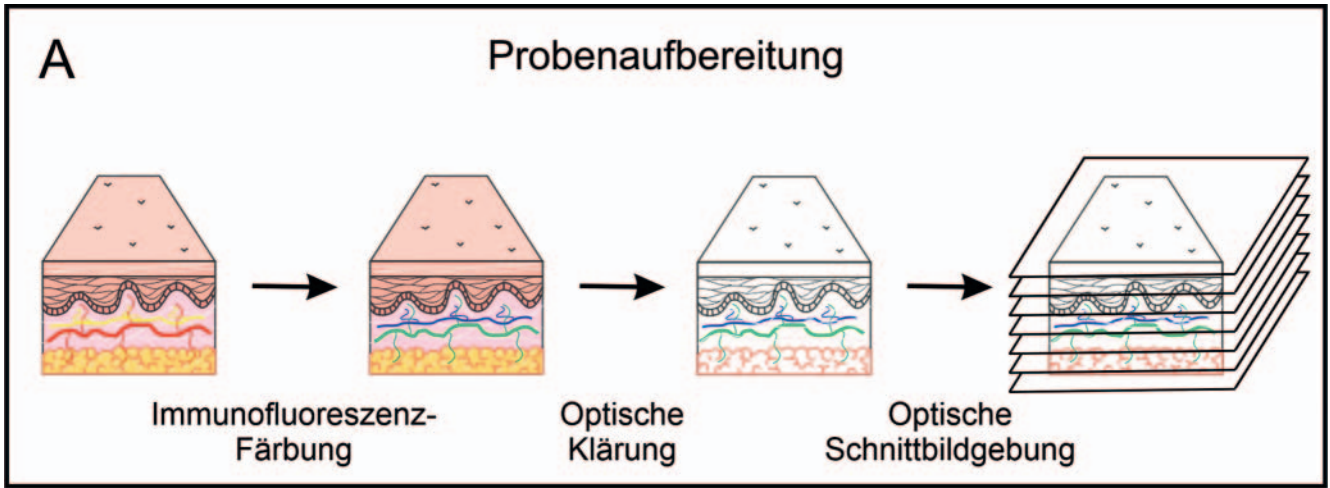 A
Probenaufbereitung
Immunofluoreszenz-
Färbung
Optische
Klärung
Optische
Schnittbildgebung